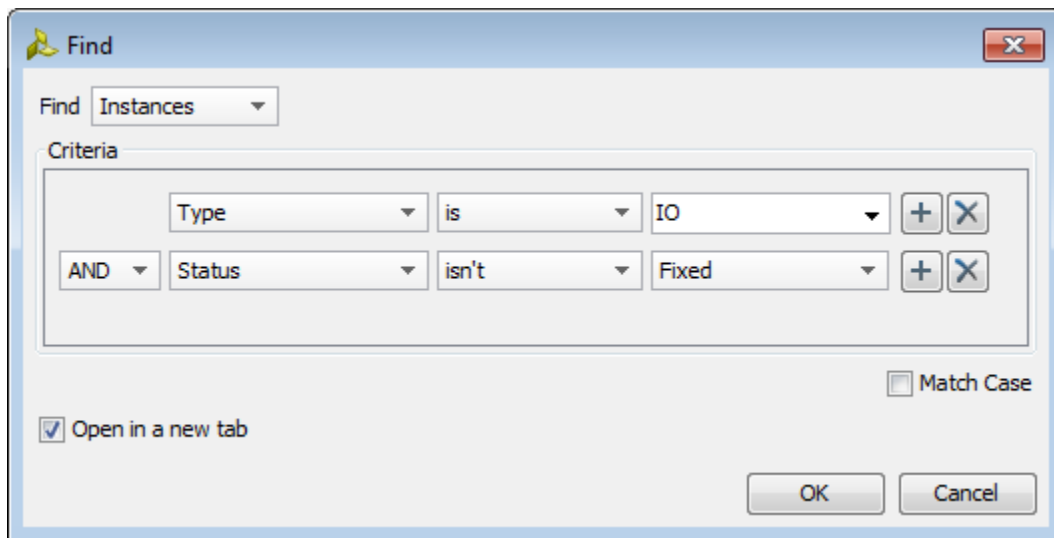 Find
Find Instances
Criteria
Type is IO
AND Status isn't Fixed
Match Case
Open in a new tab
OK Cancel